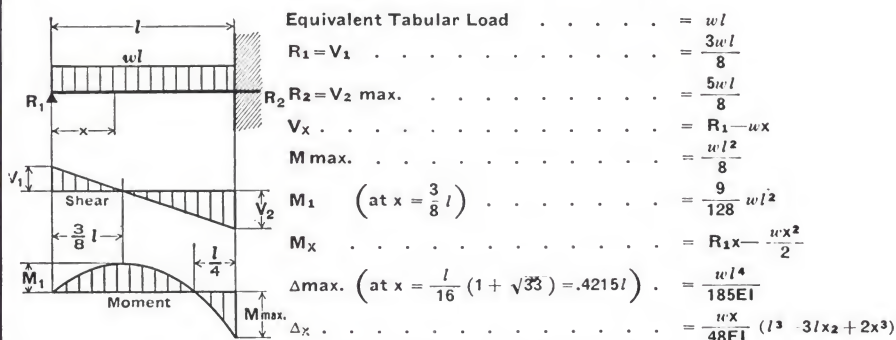 l
wl
R1
R2
x
V1
Shear
V2
3/8 l
l/4
M1
Moment
M max.
Equivalent Tabular Load . . . . . . = wl
R1 = V1 . . . . . . . . . . . = 3wl/8
R2 = V2 max. . . . . . . . . . = 5wl/8
Vx . . . . . . . . . . . . . = R1—wx
M max. . . . . . . . . . . . = wl²/8
M1 (at x = 3/8 l) . . . . . . . = 9/128 wl²
Mx . . . . . . . . . . . . = R1x— wx²/2
Δmax. (at x = l/16 (1 + √33) =.4215l) . = wl⁴/185EI
Δx . . . . . . . . . . . . = wx/48EI (l³ 3lx2 + 2x³)